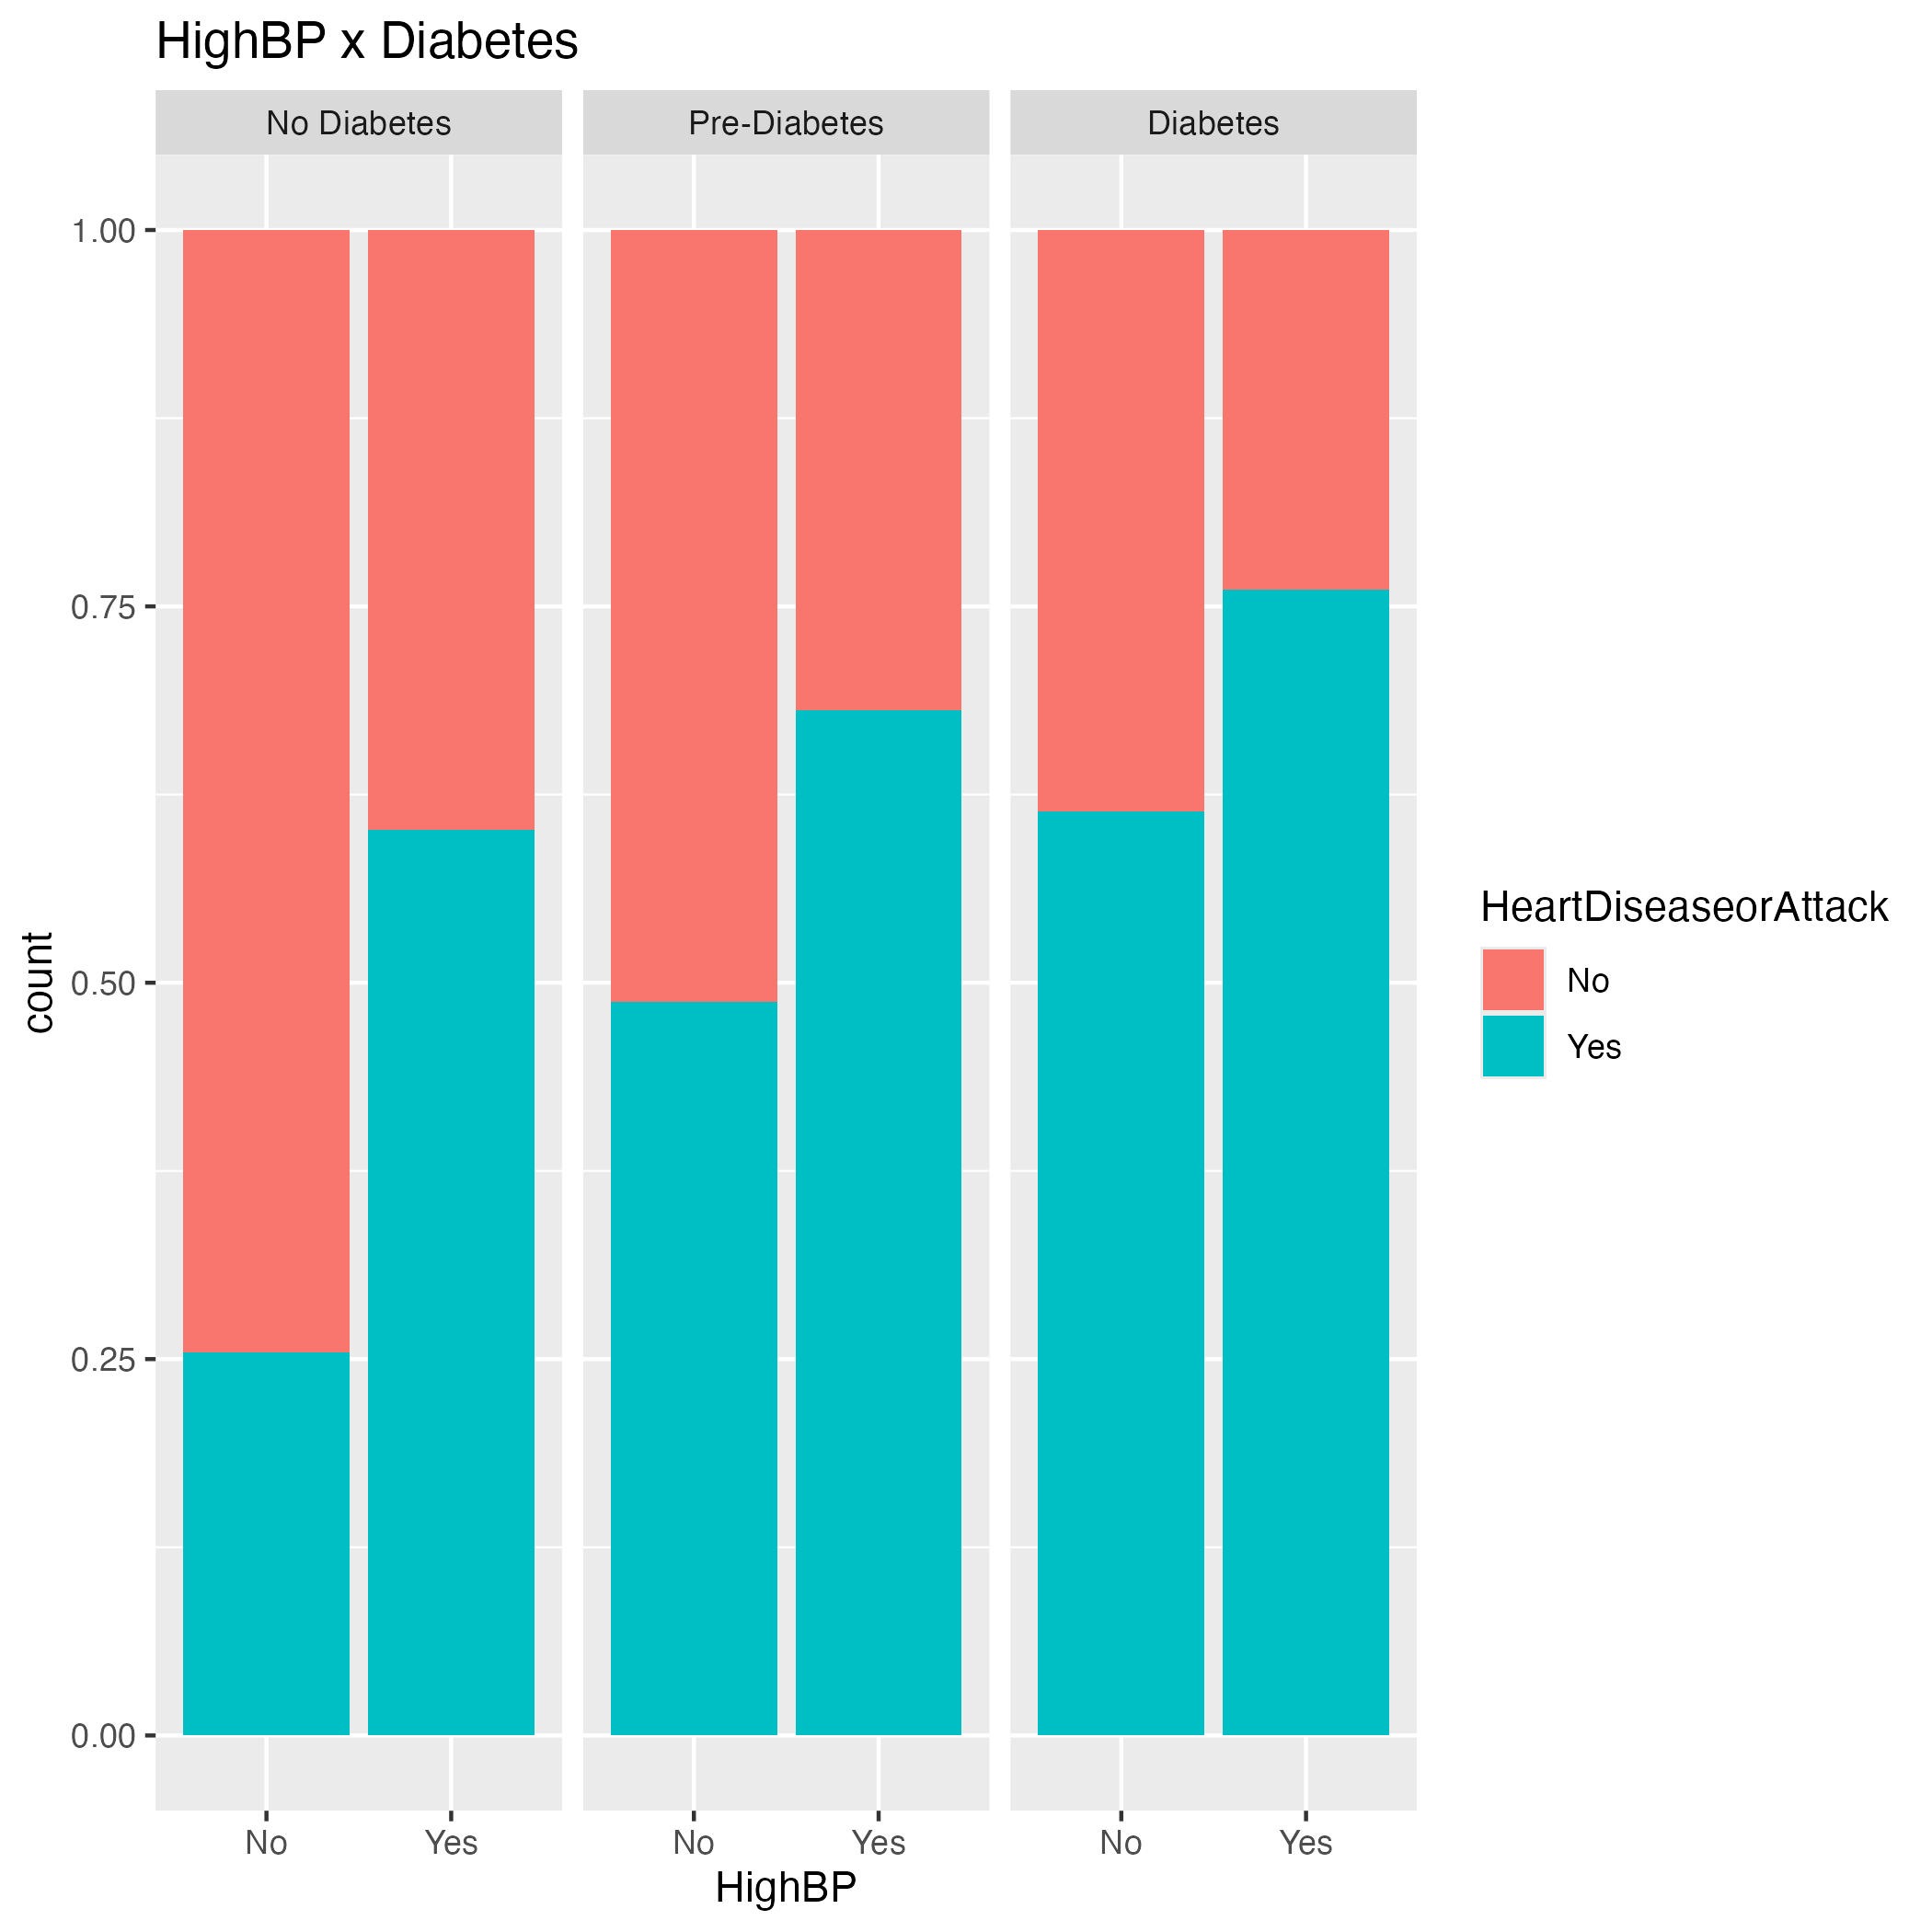 HighBP x Diabetes
No Diabetes Pre-Diabetes Diabetes
1.00
0.75
0.50
0.25
0.00
count
No Yes No Yes No Yes
HighBP
HeartDiseaseorAttack
No
Yes